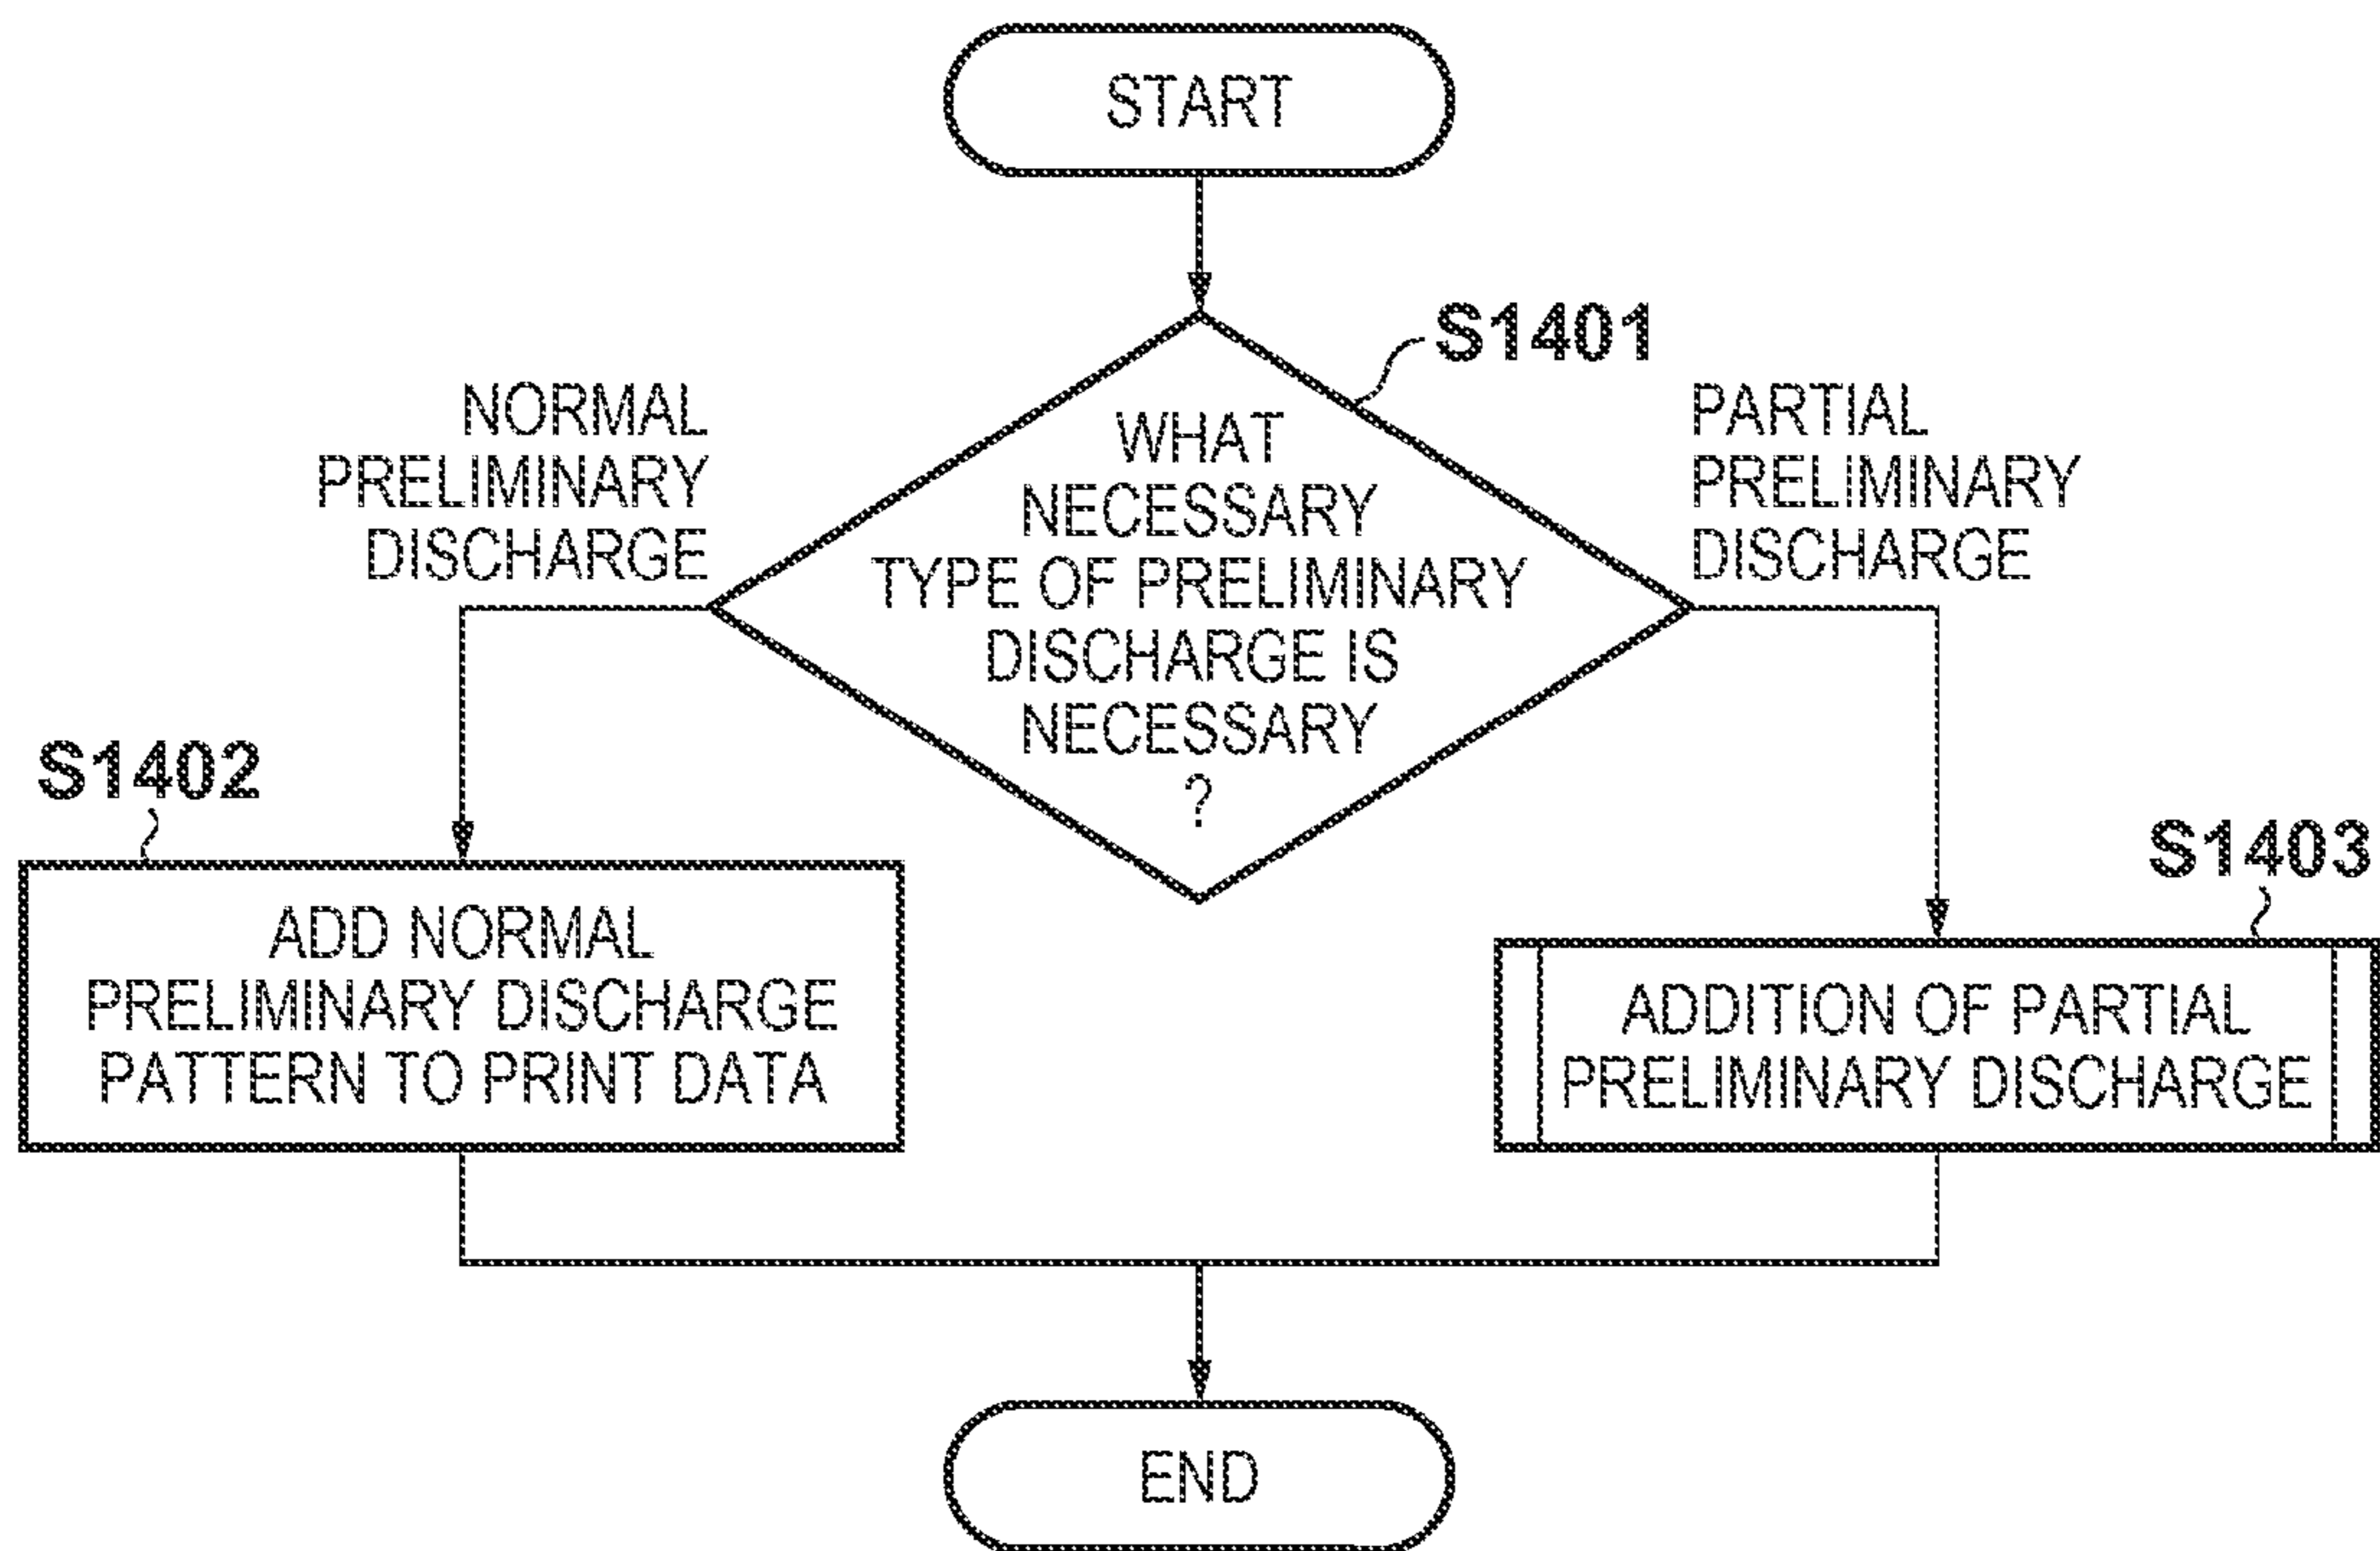 START
S1401
NORMAL
PRELIMINARY
DISCHARGE
WHAT
NECESSARY
TYPE OF PRELIMINARY
DISCHARGE IS
NECESSARY
?
PARTIAL
PRELIMINARY
DISCHARGE
S1402
ADD NORMAL
PRELIMINARY DISCHARGE
PATTERN TO PRINT DATA
S1403
ADDITION OF PARTIAL
PRELIMINARY DISCHARGE
END